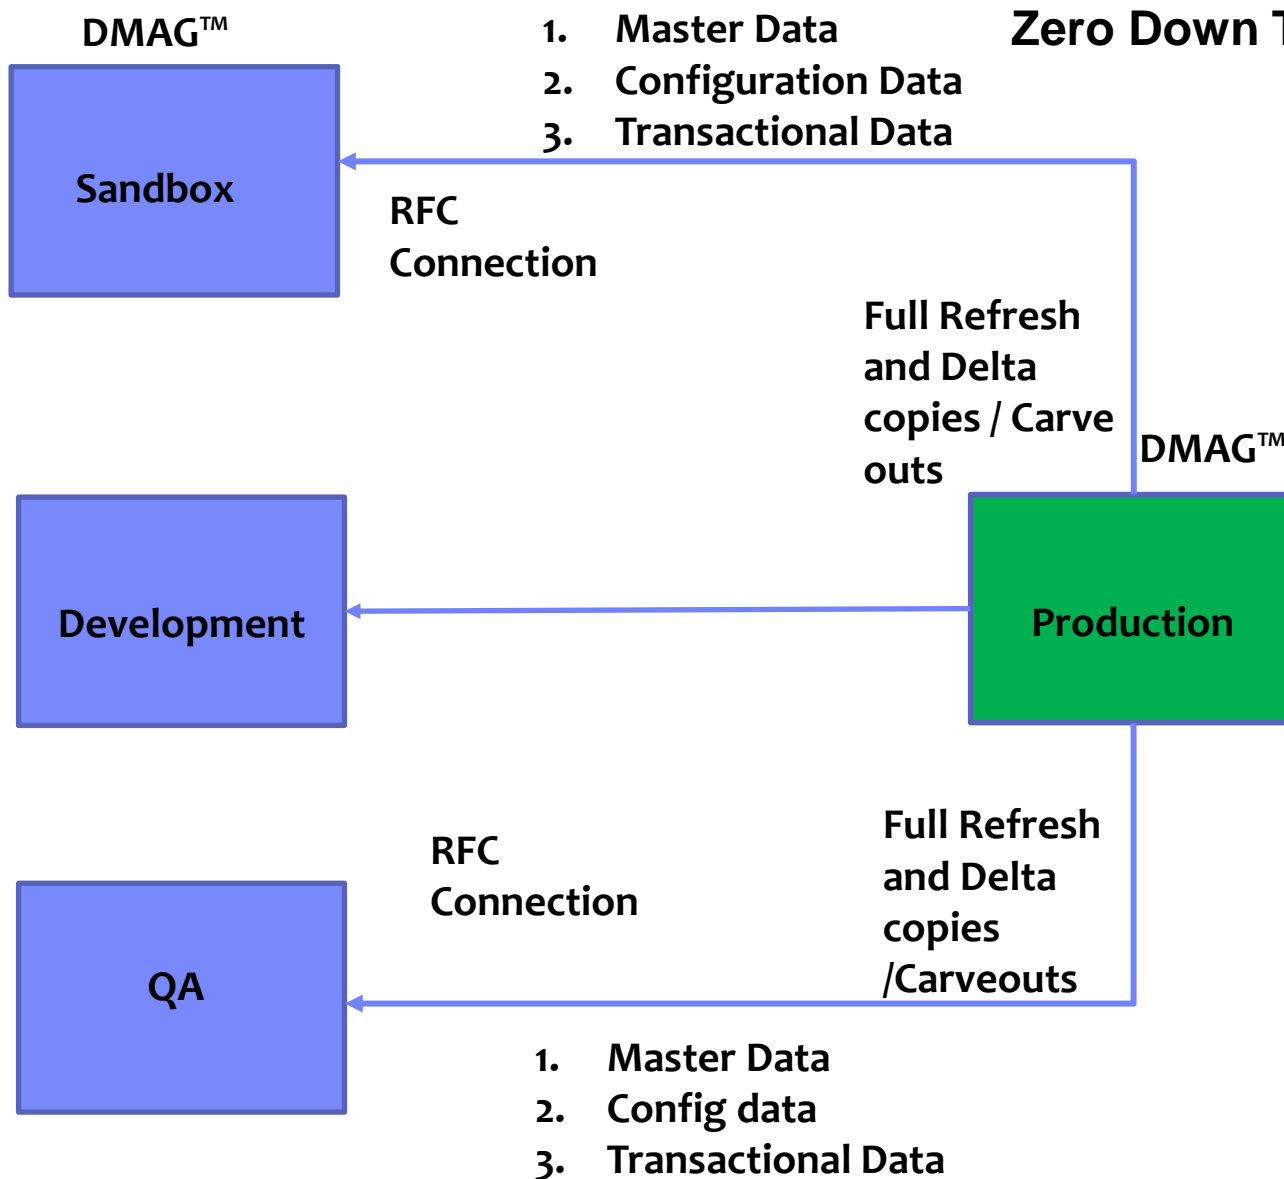 DMAG™
1. Master Data
2. Configuration Data
3. Transactional Data
Zero Down
Sandbox
RFC
Connection
Full Refresh
and Delta
copies / Carve
outs
DMAG™
Development
Production
RFC
Connection
Full Refresh
and Delta
copies
/Carveouts
QA
1. Master Data
2. Config data
3. Transactional Data